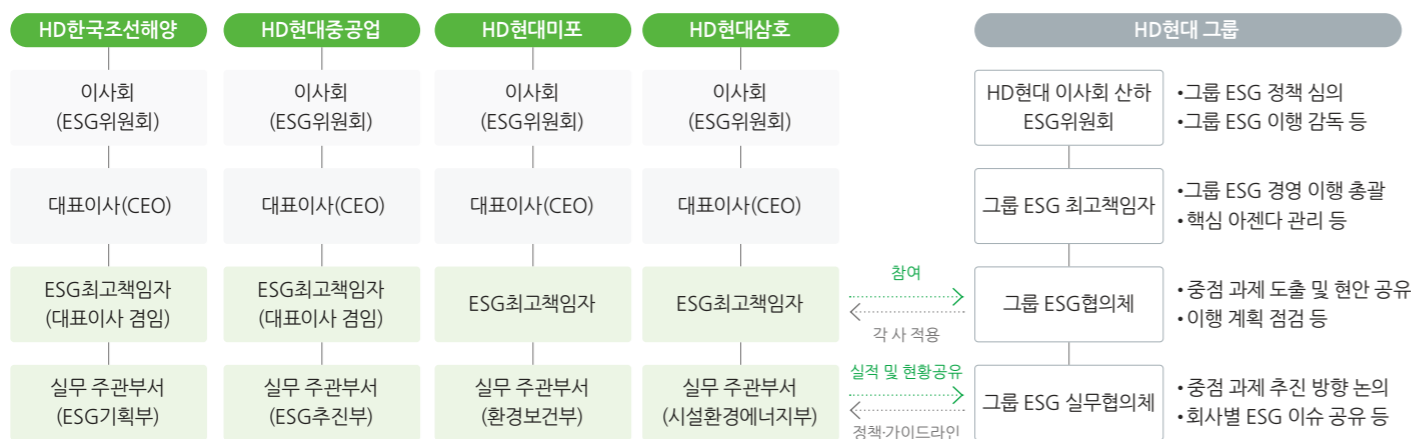 HD한국조선해양
HD현대중공업
HD현대미포
HD현대삼호
HD현대 그룹
이사회
(ESG위원회)
이사회
(ESG위원회)
이사회
(ESG위원회)
이사회
(ESG위원회)
HD현대 이사회 산하
ESG위원회
•그룹 ESG 정책 심의
•그룹 ESG 이행 감독 등
대표이사(CEO)
대표이사(CEO)
대표이사(CEO)
대표이사(CEO)
그룹 ESG 최고책임자
•그룹 ESG 경영 이행 총괄
•핵심 아젠다 관리 등
ESG최고책임자
(대표이사 겸임)
ESG최고책임자
(대표이사 겸임)
ESG최고책임자
ESG최고책임자
참여
각 사 적용
그룹 ESG협의체
•중점 과제 도출 및 현안 공유
•이행 계획 점검 등
실무 주관부서
(ESG기획부)
실무 주관부서
(ESG추진부)
실무 주관부서
(환경보건부)
실무 주관부서
(시설환경에너지부)
실적 및 현황공유
정책·가이드라인
그룹 ESG 실무협의체
•중점 과제 추진 방향 논의
•회사별 ESG 이슈 공유 등